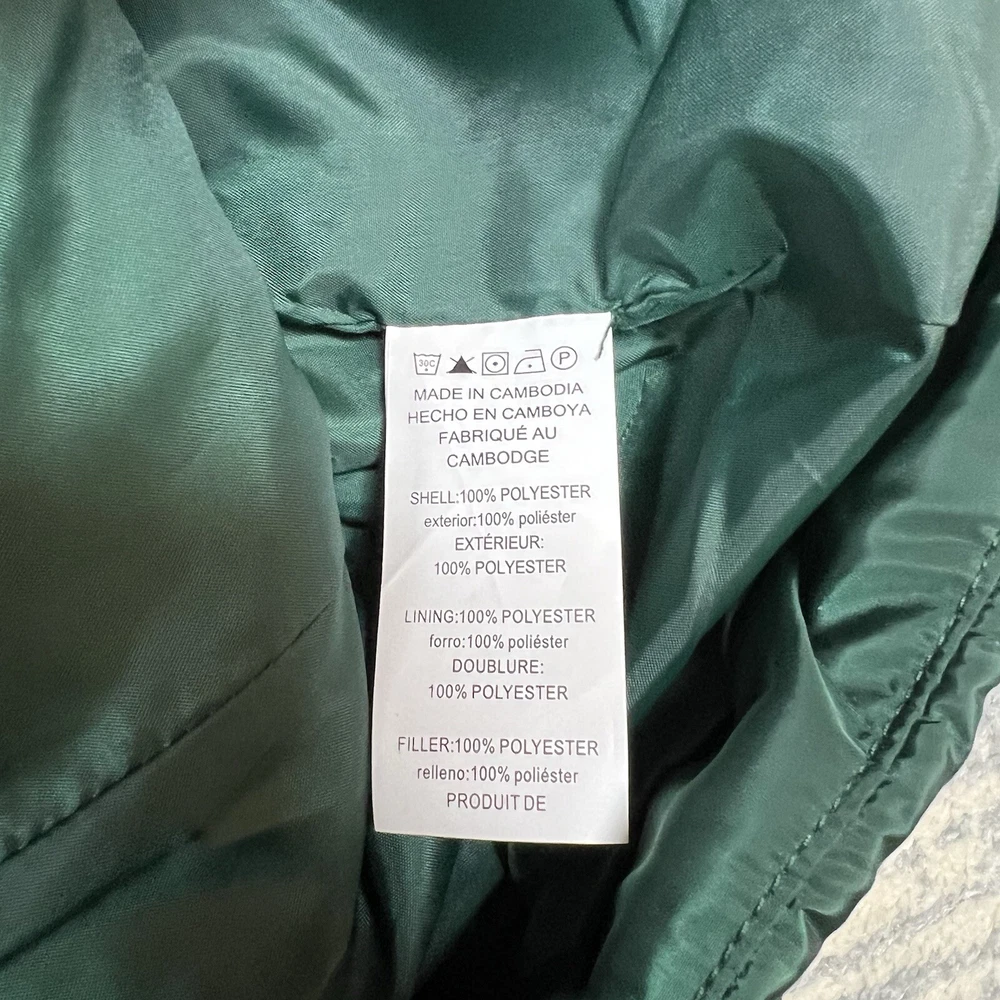 30C P
MADE IN CAMBODIA
HECHO EN CAMBOYA
FABRIQUÉ AU
CAMBODGE
SHELL:100% POLYESTER
exterior:100% poliéster
EXTÉRIEUR:
100% POLYESTER
LINING:100% POLYESTER
forro:100% poliéster
DOUBLURE:
100% POLYESTER
FILLER:100% POLYESTER
relleno:100% poliéster
PRODUIT DE